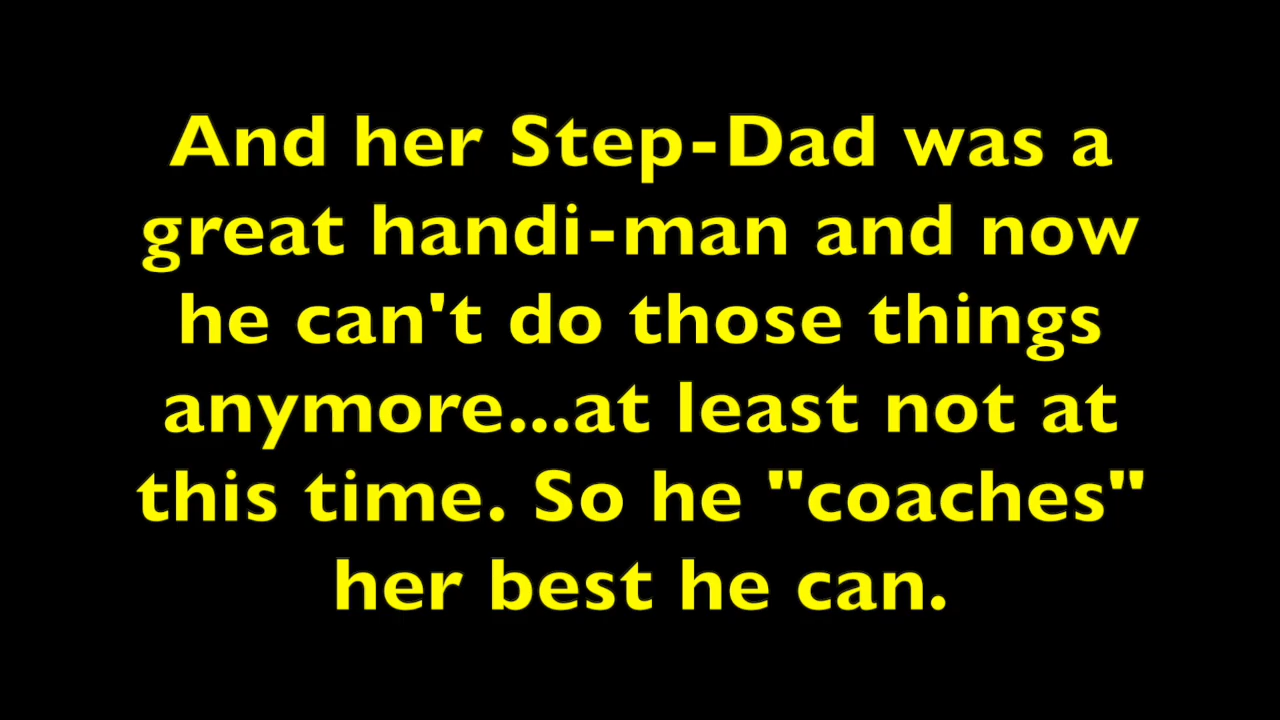 And her Step-Dad was a
great handi-man and now
he can't do those things
anymore...at least not at
this time. So he "coaches"
her best he can.